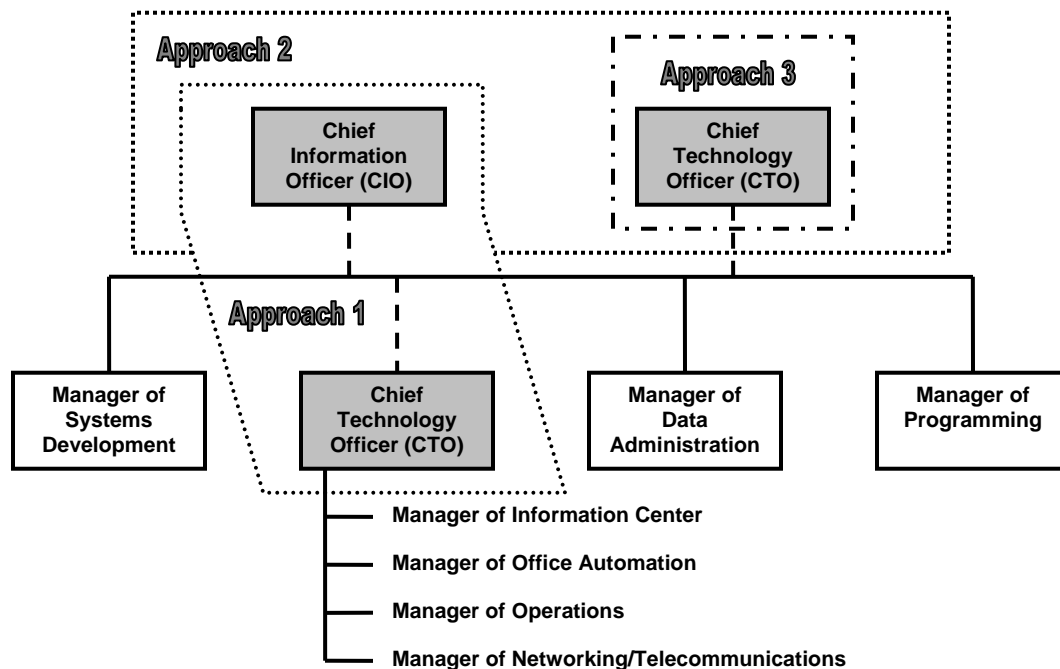 Approach 2
Approach 3
Chief
Information
Officer (CIO)
Chief
Technology
Officer (CTO)
Approach 1
Manager of
Systems
Development
Chief
Technology
Officer (CTO)
Manager of
Data
Administration
Manager of
Programming
Manager of Information Center
Manager of Office Automation
Manager of Operations
Manager of Networking/Telecommunications